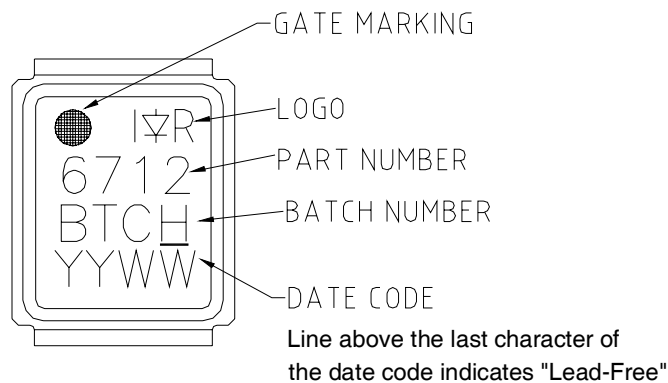 GATE MARKING
I R
LOGO
6712
PART NUMBER
BTCH
BATCH NUMBER
YYWW
DATE CODE
Line above the last character of
the date code indicates "Lead-Free"